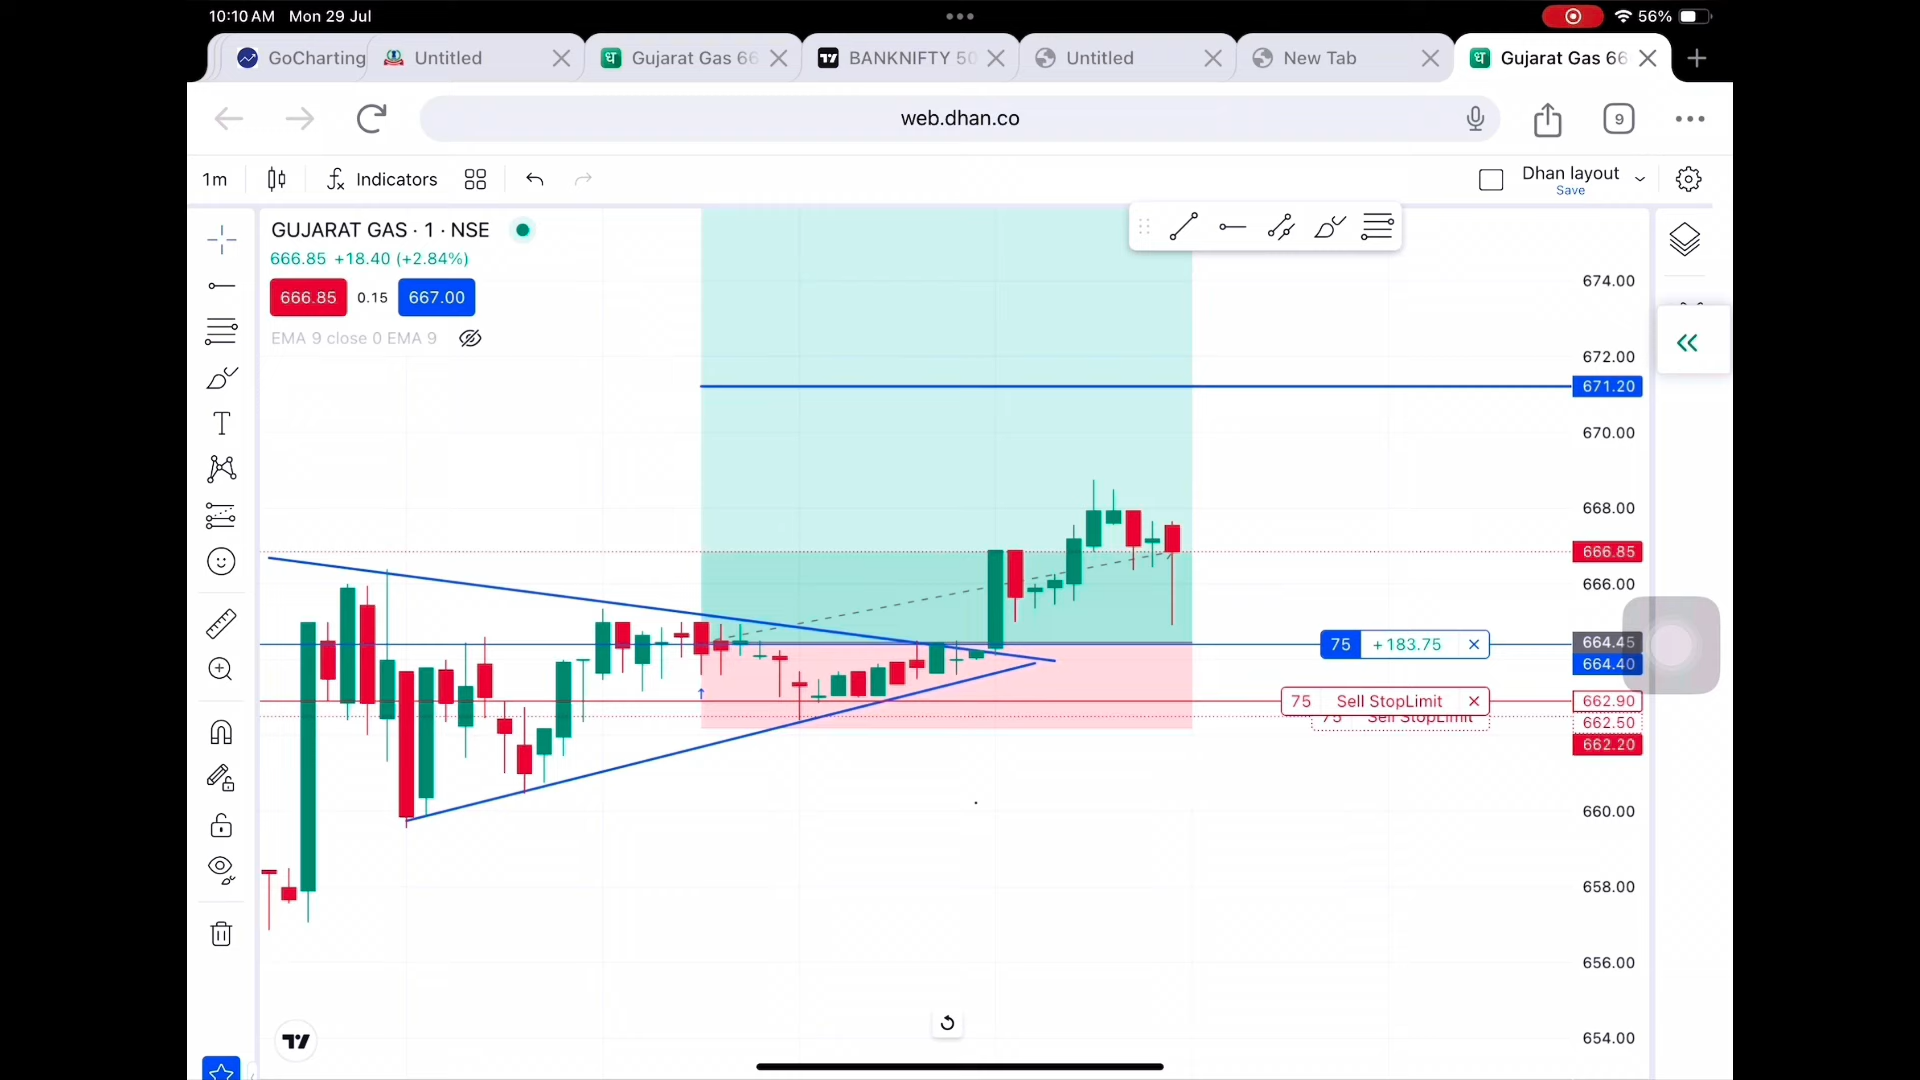 10:10 AM Mon 29 Jul
56%
GoCharting
Untitled
Gujarat Gas 66
BANKNIFTY 50
Untitled
New Tab
Gujarat Gas 66
web.dhan.co
9
1m
Indicators
Dhan layout
Save
GUJARAT GAS · 1 · NSE
666.85 +18.40 (+2.84%)
666.85 0.15 667.00
EMA 9 close 0 EMA 9
674.00
672.00
671.20
670.00
668.00
666.85
666.00
75 +183.75
664.45
664.40
75 Sell StopLimit
662.90
75 Sell StopLimit
662.50
662.20
660.00
658.00
656.00
654.00